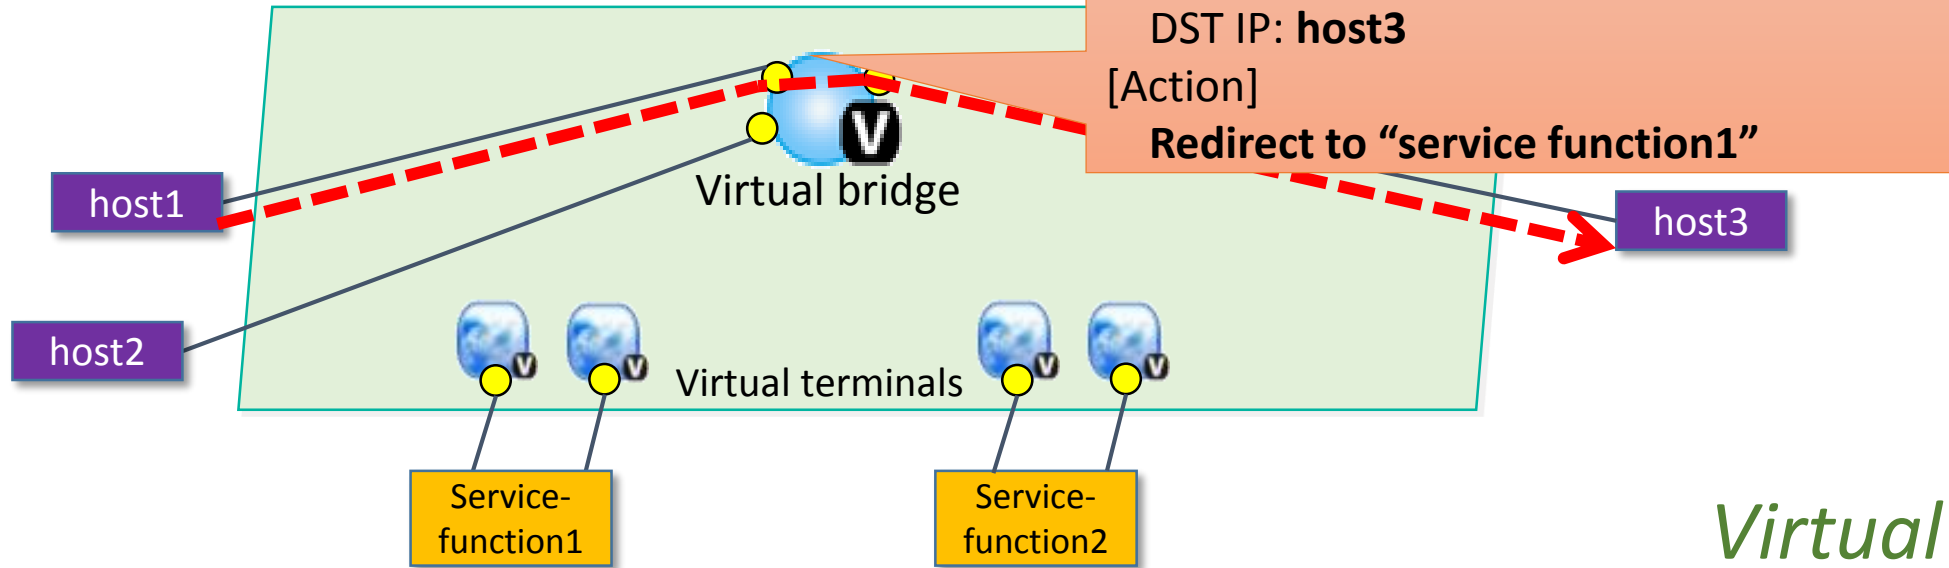 DST IP: host3
[Action]
Redirect to “service function1”
V
Virtual bridge
host1
host3
host2
V
V
V
V
Virtual terminals
Service-
function1
Service-
function2
Virtual